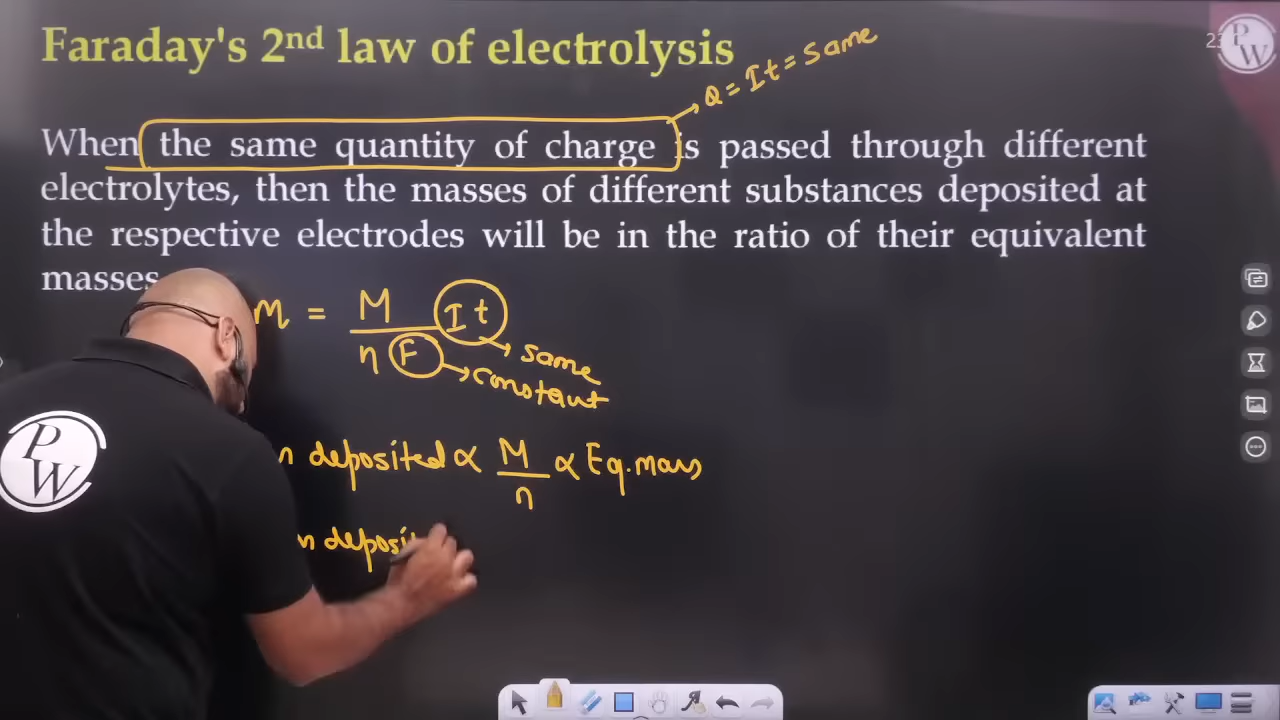 Faraday's 2nd law of electrolysis
Q = It = same
When the same quantity of charge is passed through different
electrolytes, then the masses of different substances deposited at
the respective electrodes will be in the ratio of their equivalent
masses
m = M It
n F
same
constant
m deposited ∝ M ∝ Eq. mass
n
m deposi
PW
PW